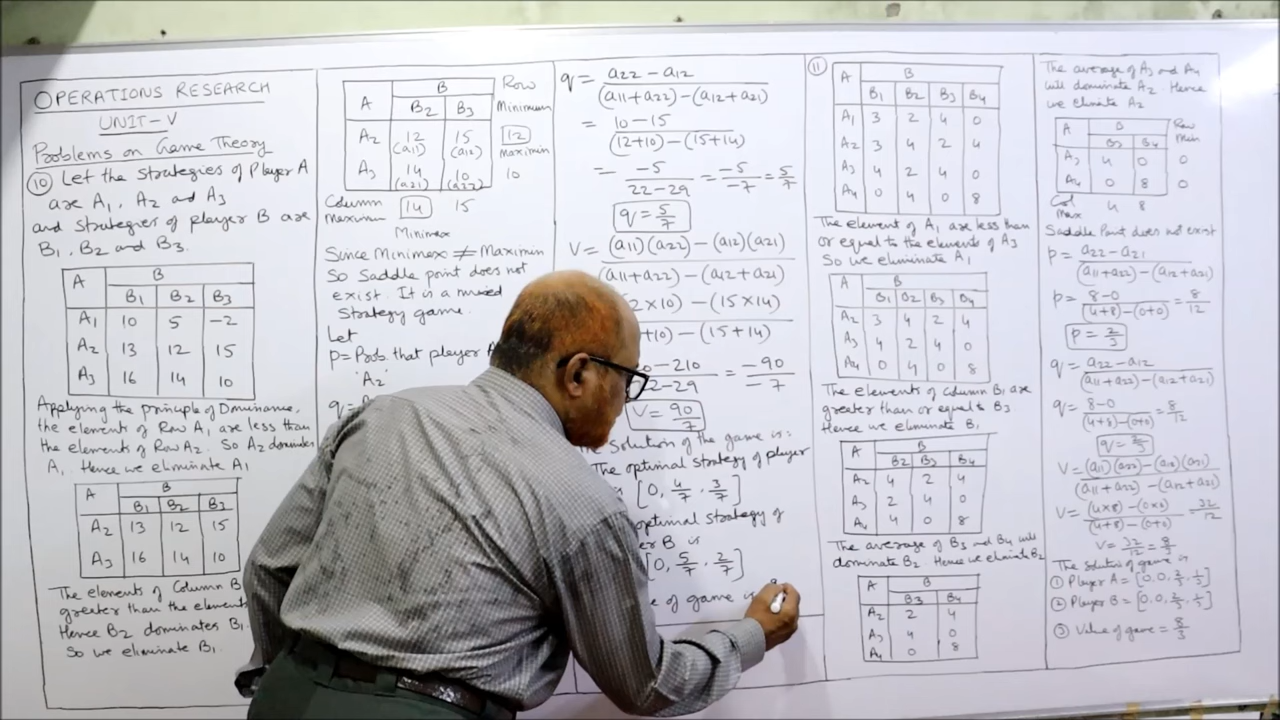 OPERATIONS RESEARCH
UNIT-V
Problems on Game Theory
(10) Let the strategies of Player A
are A1, A2 and A3
and strategies of player B are
B1, B2 and B3.
A B
B1 B2 B3
A1 10 5 -2
A2 13 12 15
A3 16 14 10
Applying the principle of Dominance
the elements of Row A1 are less than
the elements of Row A2. So A2 dominates
A1. Hence we eliminate A1
A B
B1 B2 B3
A2 13 12 15
A3 16 14 10
The elements of Column B
greater than the elements
Hence B2 dominates B1.
So we eliminate B1.
A B Row
B2 B3 Minimum
A2 12 (a11) 15 (a12) 12 Maximin
A3 14 (a21) 10 (a22) 10
Column Maximum 14 15
Minimax
Since Minimax ≠ Maximin
So Saddle point does not
exist. It is a mixed
Strategy game.
Let
p = Prob. that player
'A2'
q =
q = a22 - a12 / (a11+a22) - (a12+a21)
= 10-15 / (12+10) - (15+14)
= -5 / 22-29 = -5/-7 = 5/7
q = 5/7
V = (a11)(a22) - (a12)(a21) / (a11+a22) - (a12+a21)
2×10) - (15×14) / +10) - (15+14)
0-210 / 2-29 = -90/-7
V = 90/7
The Solution of the game is:
The optimal strategy of player
[0, 4/7, 3/7]
optimal strategy of
er B is
[0, 5/7, 2/7]
e of game is
(11) A B
B1 B2 B3 B4
A1 3 2 4 0
A2 3 4 2 4
A3 4 2 4 0
A4 0 4 0 8
The element of A1 are less than
or equal to the elements of A3
So we eliminate A1
A B
B1 B2 B3 B4
A2 3 4 2 4
A3 4 2 4 0
A4 0 4 0 8
The elements of Column B1 are
greater than or equal to B3
Hence we eliminate B1
A B
B2 B3 B4
A2 4 2 4
A3 2 4 0
A4 4 0 8
The average of B3 and B4 will
dominate B2. Hence we eliminate B2
A B
B3 B4
A2 2 4
A3 4 0
A4 0 8
The average of A3 and A4
will dominate A2. Hence
we eliminate A2
A B Row Min
B3 B4
A3 4 0 0
A4 0 8 0
Col Max 4 8
Saddle Point does not exist
p = a22 - a21 / (a11+a22) - (a12+a21)
p = 8-0 / (4+8) - (0+0) = 8/12
p = 2/3
q = a22 - a12 / (a11+a22) - (a12+a21)
q = 8-0 / (4+8) - (0+0) = 8/12
q = 2/3
V = (a11)(a22) - (a12)(a21) / (a11+a22) - (a12+a21)
V = (4×8) - (0×0) / (4+8) - (0+0) = 32/12
V = 32/12 = 8/3
The Solution of game is
(1) Player A = [0, 0, 2/3, 1/3]
(2) Player B = [0, 0, 2/3, 1/3]
(3) Value of game = 8/3